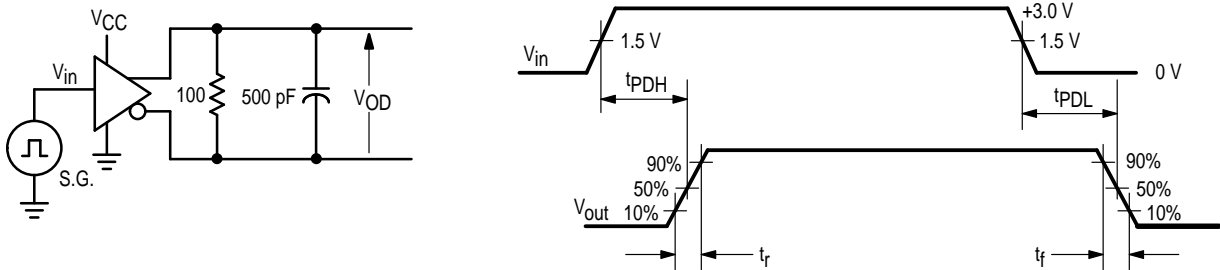 VCC
Vin
100
500 pF
VOD
S.G.
Vin
1.5 V
+3.0 V
1.5 V
0 V
tPDH
tPDL
90%
50%
Vout 10%
90%
50%
10%
tr
tf